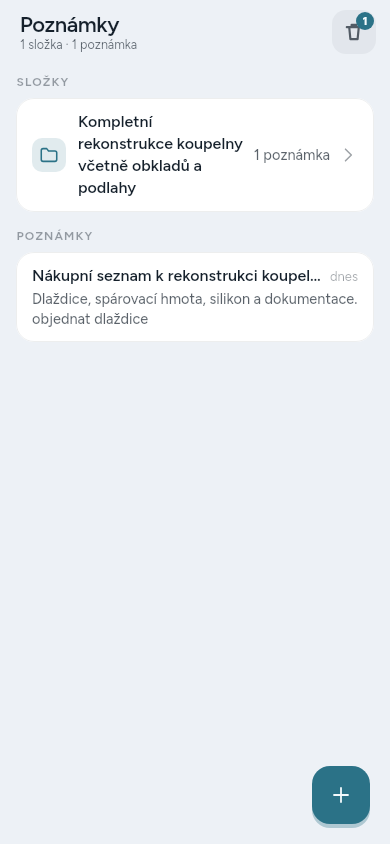 Poznámky
1 složka · 1 poznámka
1
SLOŽKY
Kompletní
rekonstrukce koupelny
včetně obkladů a
podlahy
1 poznámka
POZNÁMKY
Nákupní seznam k rekonstrukci koupel...
dnes
Dlaždice, spárovací hmota, silikon a dokumentace.
objednat dlaždice